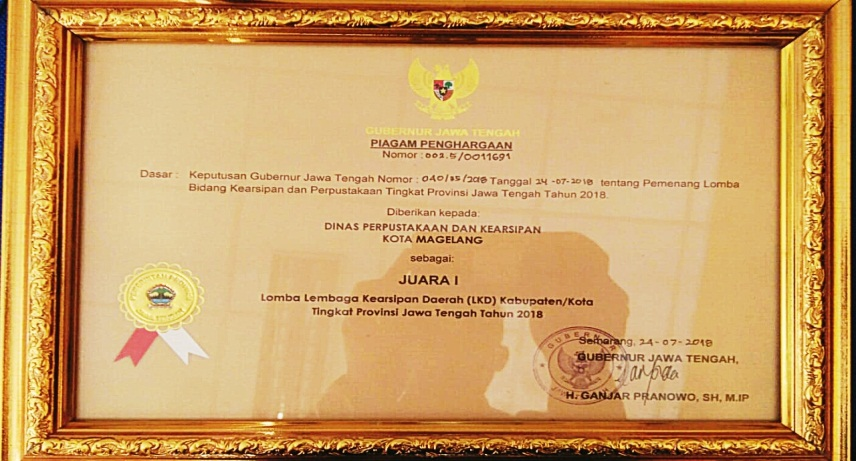 GUBERNUR JAWA TENGAH
PIAGAM PENGHARGAAN
Nomor : 002.5/0011691
Dasar : Keputusan Gubernur Jawa Tengah Nomor : 040/35/2018 Tanggal 24-07-2018 tentang Pemenang Lomba
Bidang Kearsipan dan Perpustakaan Tingkat Provinsi Jawa Tengah Tahun 2018.
Diberikan kepada:
DINAS PERPUSTAKAAN DAN KEARSIPAN
KOTA MAGELANG
sebagai:
JUARA I
Lomba Lembaga Kearsipan Daerah (LKD) Kabupaten/Kota
Tingkat Provinsi Jawa Tengah Tahun 2018
Semarang, 24-07-2018
GUBERNUR JAWA TENGAH,
GUBERNUR
H. GANJAR PRANOWO, SH, M.IP